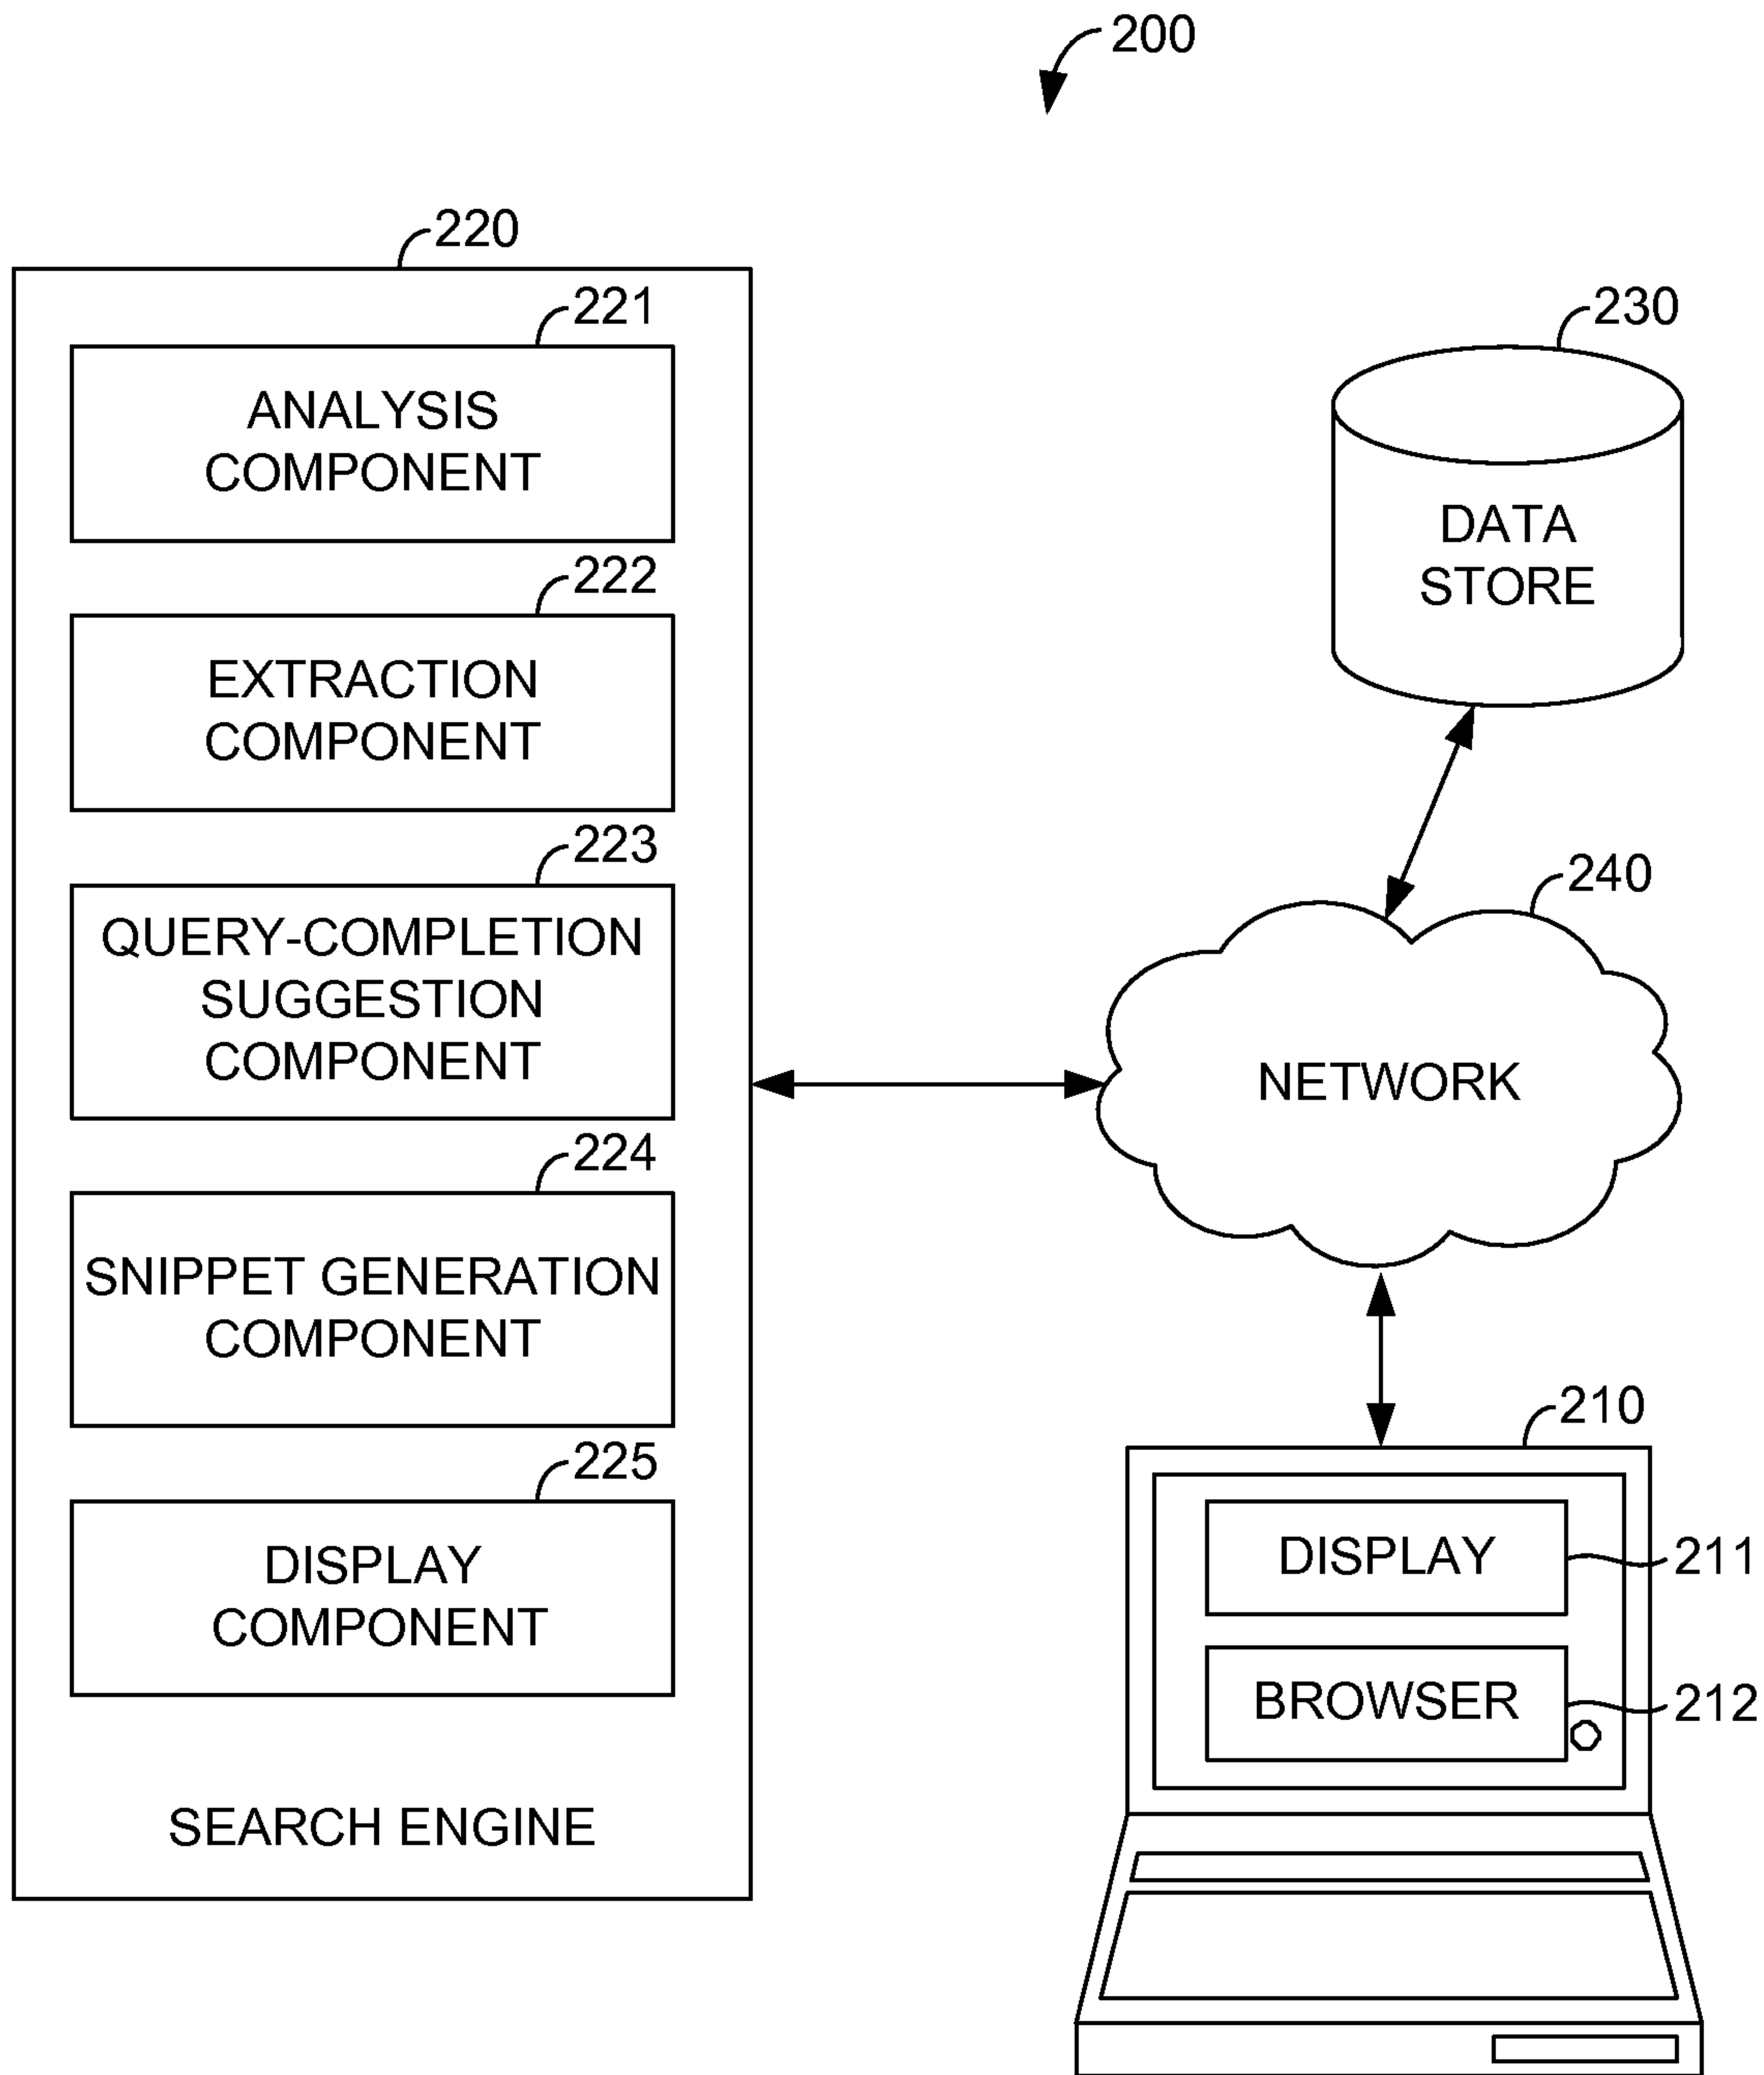 200
220
221
ANALYSIS
COMPONENT
222
EXTRACTION
COMPONENT
223
QUERY-COMPLETION
SUGGESTION
COMPONENT
224
SNIPPET GENERATION
COMPONENT
225
DISPLAY
COMPONENT
SEARCH ENGINE
230
DATA
STORE
240
NETWORK
210
DISPLAY
211
BROWSER
212